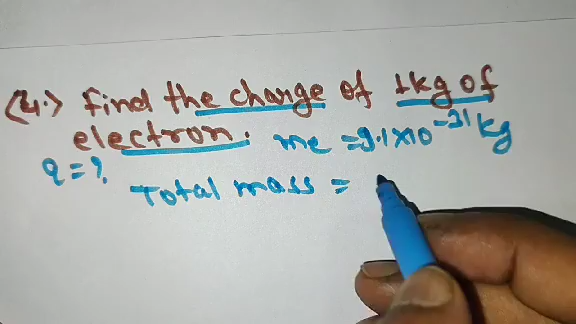 (4.) find the charge of 1kg of
electron. me = 9.1×10⁻³¹ kg
q = ?
Total mass =